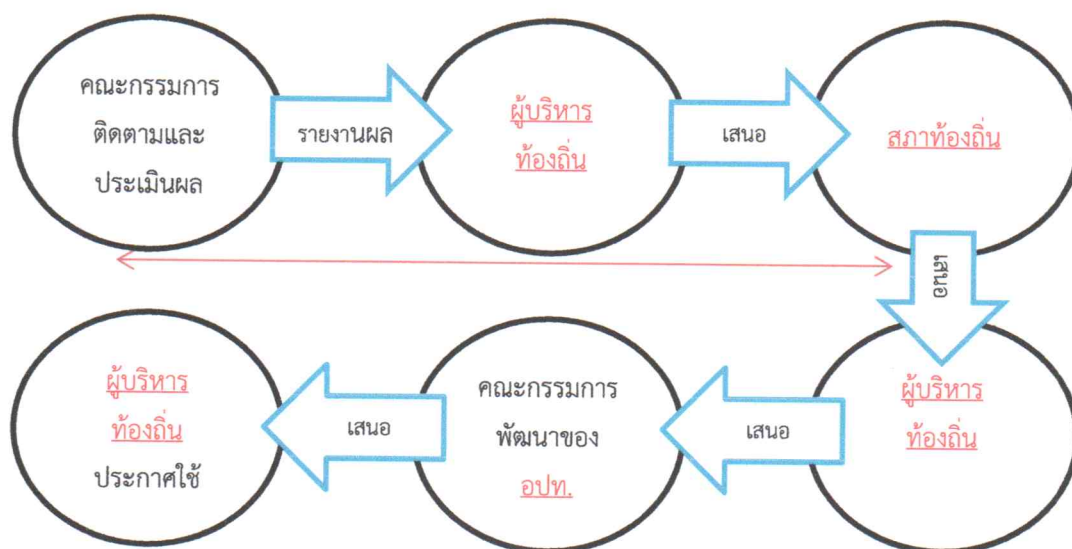 คณะกรรมการ
ติดตามและ
ประเมินผล
รายงานผล
ผู้บริหาร
ท้องถิ่น
เสนอ
สภาท้องถิ่น
เสนอ
ผู้บริหาร
ท้องถิ่น
เสนอ
คณะกรรมการ
พัฒนาของ
อปท.
เสนอ
ผู้บริหาร
ท้องถิ่น
ประกาศใช้